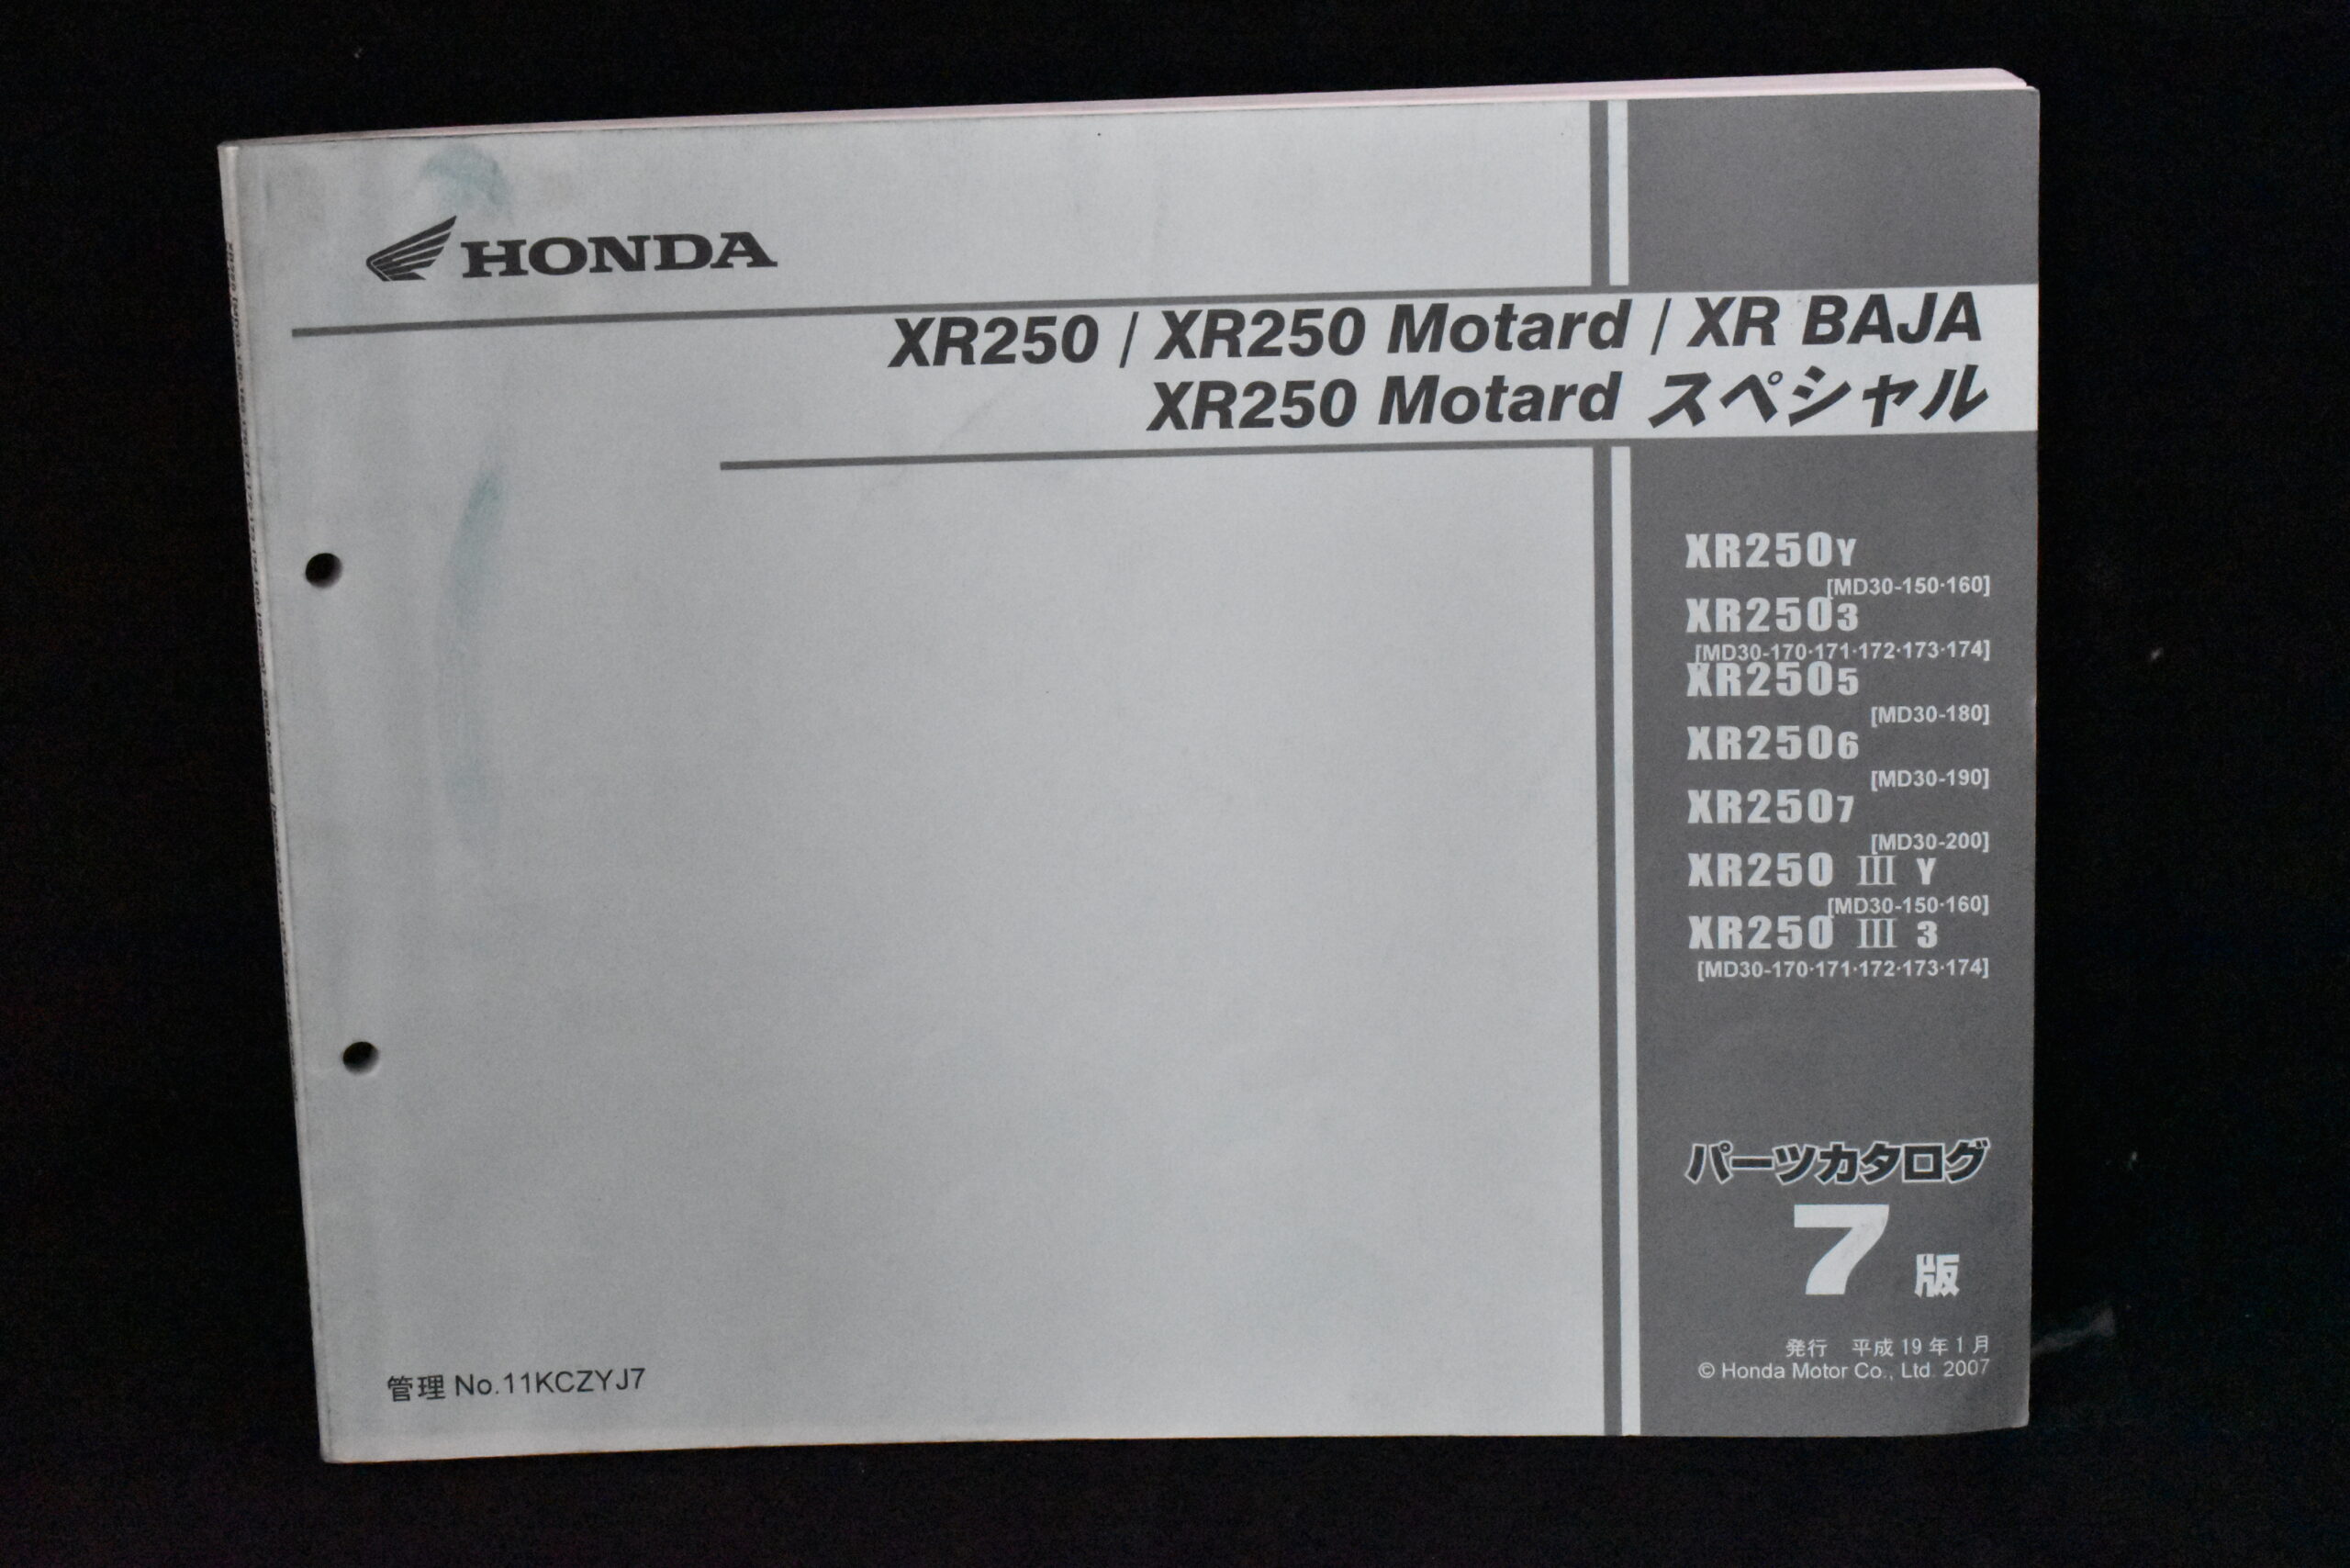 HONDA
XR250 / XR250 Motard / XR BAJA
XR250 Motard スペシャル
XR250Y
[MD30-150·160]
XR2503
[MD30-170·171·172·173·174]
XR2505
[MD30-180]
XR2506
[MD30-190]
XR2507
[MD30-200]
XR250 III Y
[MD30-150·160]
XR250 III 3
[MD30-170·171·172·173·174]
パーツカタログ
7 版
発行 平成19年1月
© Honda Motor Co., Ltd. 2007
管理 No.11KCZYJ7